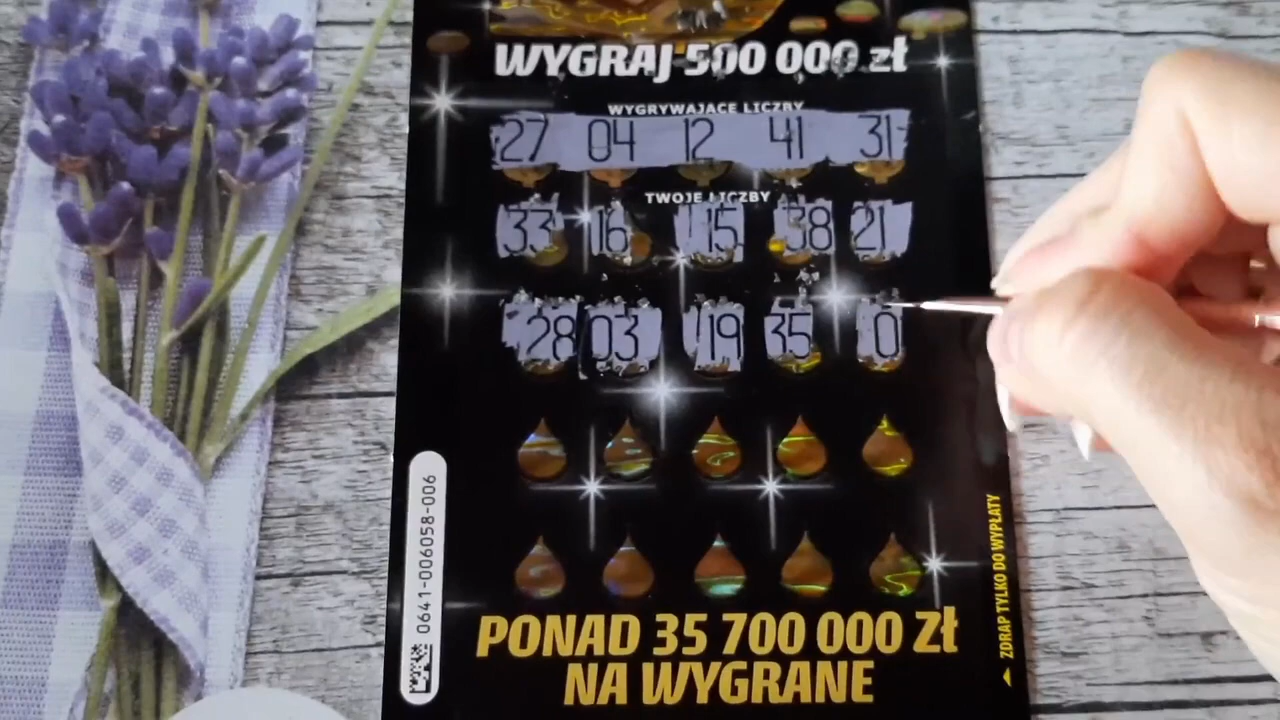 WYGRAJ 500 000 zł
WYGRYWAJĄCE LICZBY
27 04 12 41 31
TWOJE LICZBY
33 16 15 38 21
28 03 19 35 0
0641-006058-006
ZDRAP TYLKO DO WYPŁATY
PONAD 35 700 000 Zł
NA WYGRANE